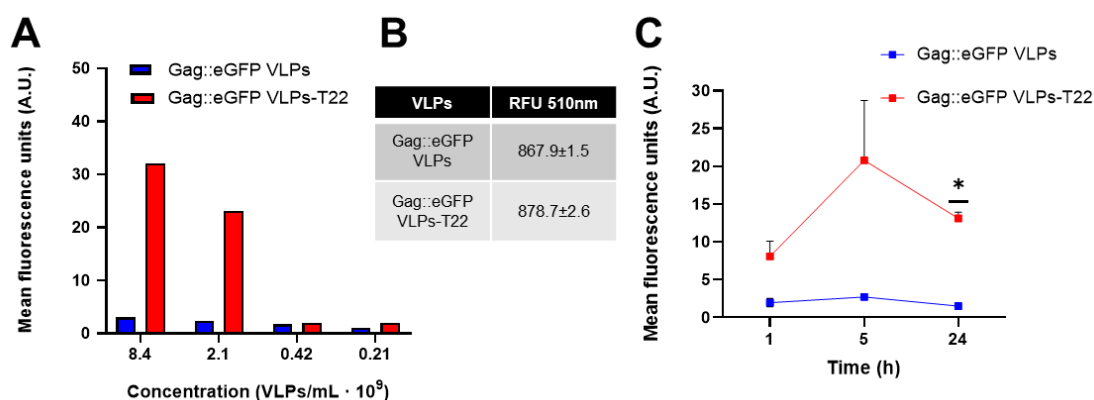 A
Mean fluorescence units (A.U.)
50
40
30
20
10
0
Gag::eGFP VLPs
Gag::eGFP VLPs-T22
8.4 2.1 0.42 0.21
Concentration (VLPs/mL · 10⁹)
B
VLPs RFU 510nm
Gag::eGFP
VLPs
867.9±1.5
Gag::eGFP
VLPs-T22
878.7±2.6
C
Gag::eGFP VLPs
Gag::eGFP VLPs-T22
Mean fluorescence units (A.U.)
30
25
20
15
10
5
0
*
1 5 24
Time (h)